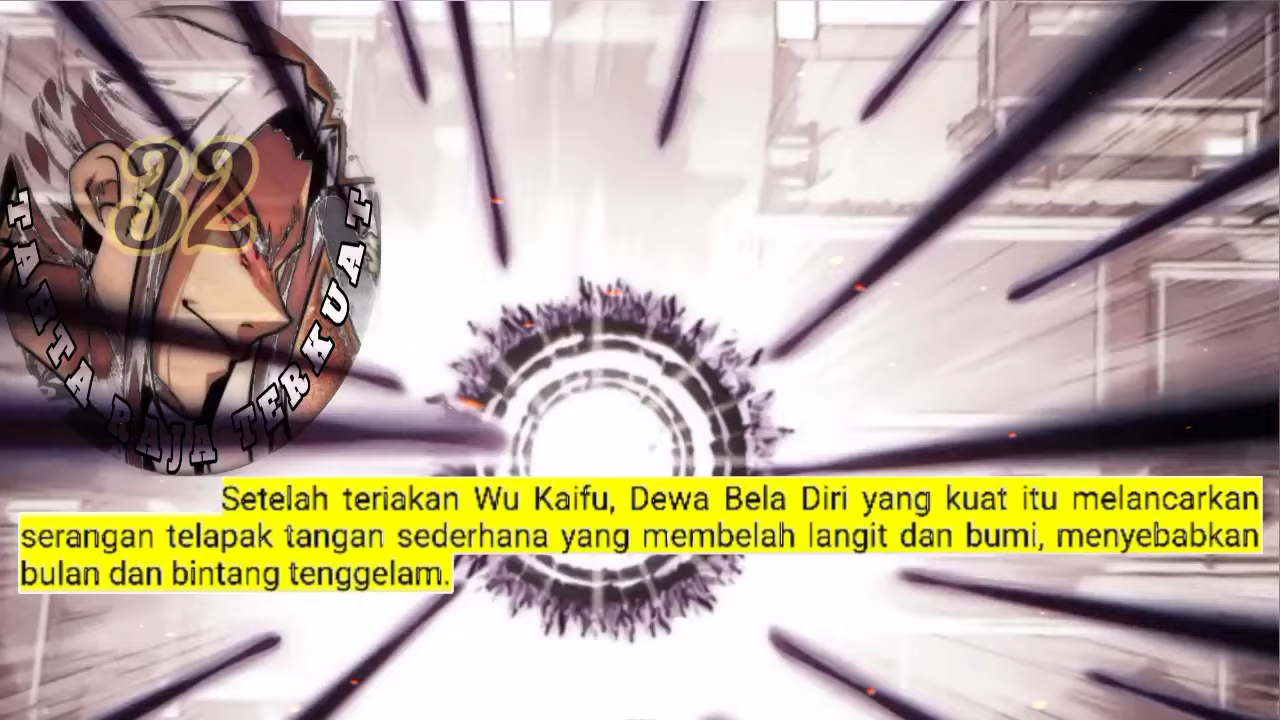 32
TAHTA RAJA TERKUAT
Setelah teriakan Wu Kaifu, Dewa Bela Diri yang kuat itu melancarkan
serangan telapak tangan sederhana yang membelah langit dan bumi, menyebabkan
bulan dan bintang tenggelam.